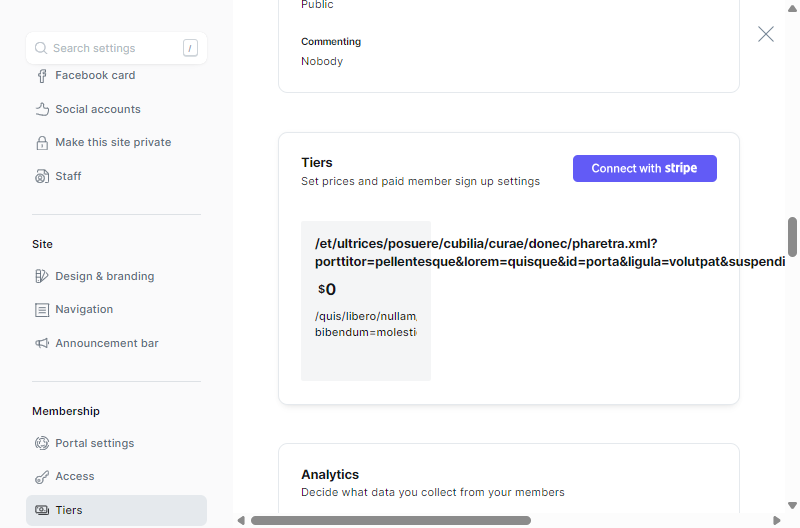 Search settings
/
Facebook card
Social accounts
Make this site private
Staff
Site
Design & branding
Navigation
Announcement bar
Membership
Portal settings
Access
Tiers
Public
Commenting
Nobody
Tiers
Set prices and paid member sign up settings
Connect with stripe
/et/ultrices/posuere/cubilia/curae/donec/pharetra.xml?
porttitor=pellentesque&lorem=quisque&id=porta&ligula=volutpat&suspendi
$0
/quis/libero/nullam/
bibendum=molesti
Analytics
Decide what data you collect from your members